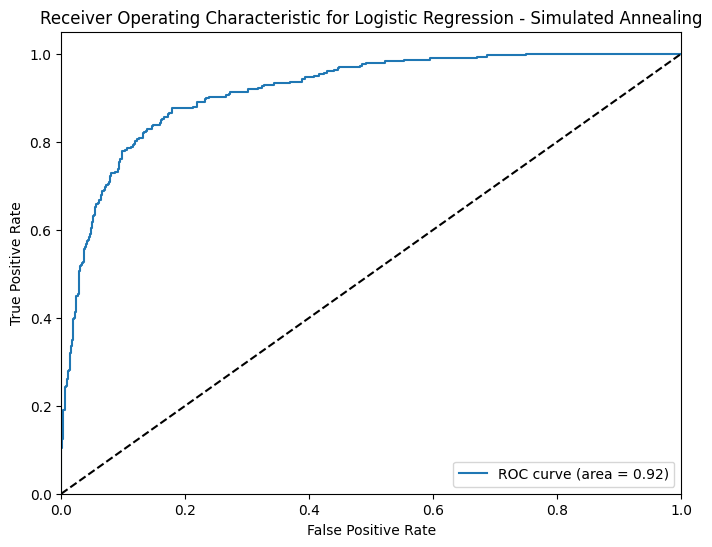 Receiver Operating Characteristic for Logistic Regression - Simulated Annealing
1.0
0.8
0.6
0.4
0.2
0.0
True Positive Rate
ROC curve (area = 0.92)
0.0 0.2 0.4 0.6 0.8 1.0
False Positive Rate